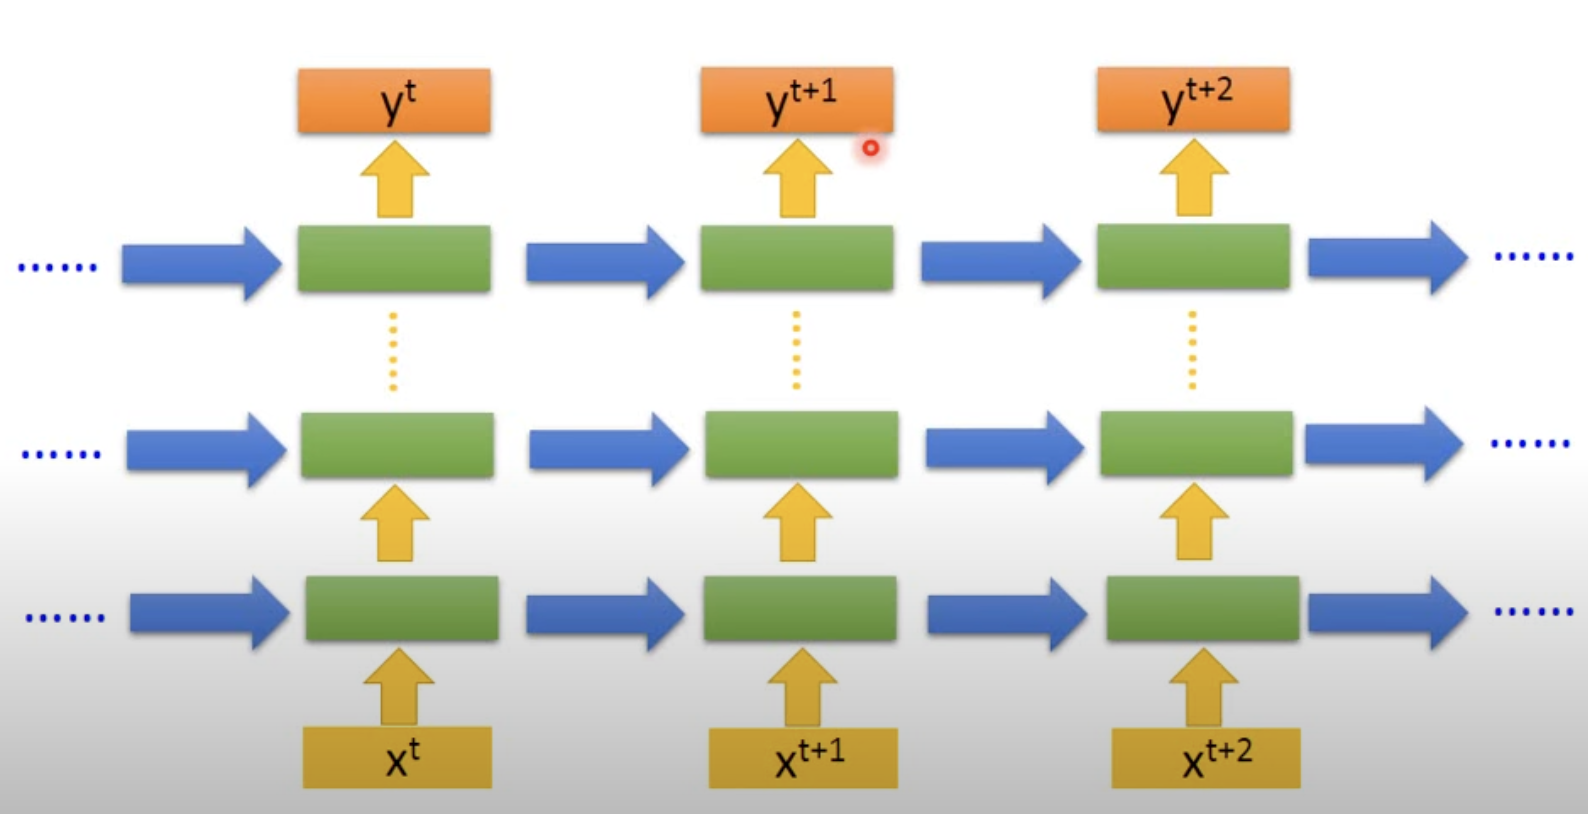 y^t y^{t+1} y^{t+2}
...... ......
...... ......
...... ......
x^t x^{t+1} x^{t+2}